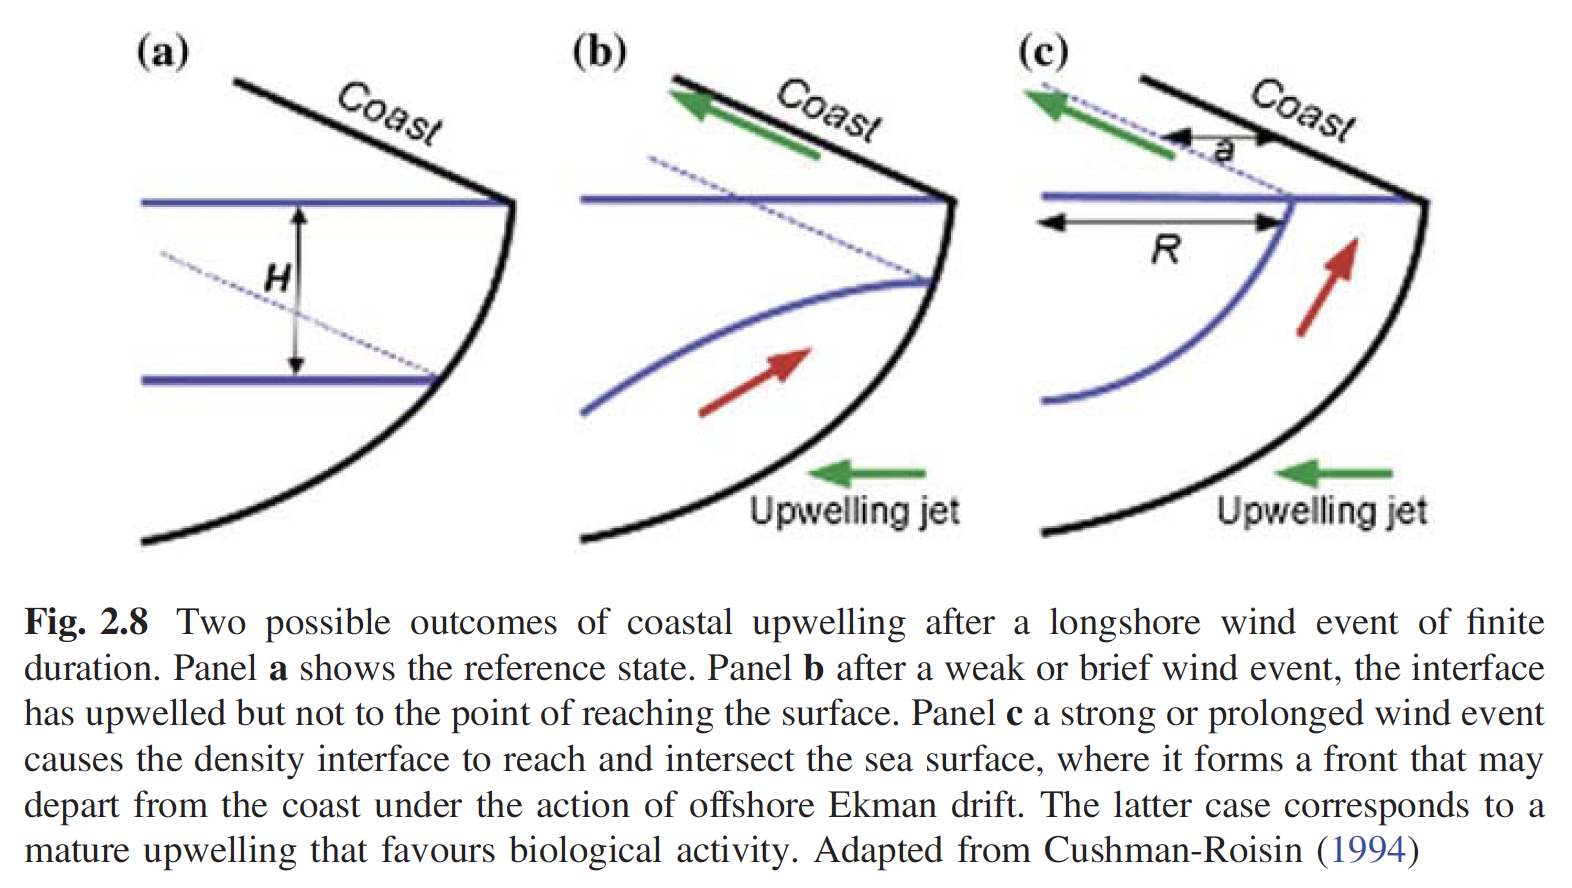 (a)
Coast
H
(b)
Coast
Upwelling jet
(c)
Coast
a
R
Upwelling jet
Fig. 2.8 Two possible outcomes of coastal upwelling after a longshore wind event of finite
duration. Panel a shows the reference state. Panel b after a weak or brief wind event, the interface
has upwelled but not to the point of reaching the surface. Panel c a strong or prolonged wind event
causes the density interface to reach and intersect the sea surface, where it forms a front that may
depart from the coast under the action of offshore Ekman drift. The latter case corresponds to a
mature upwelling that favours biological activity. Adapted from Cushman-Roisin (1994)